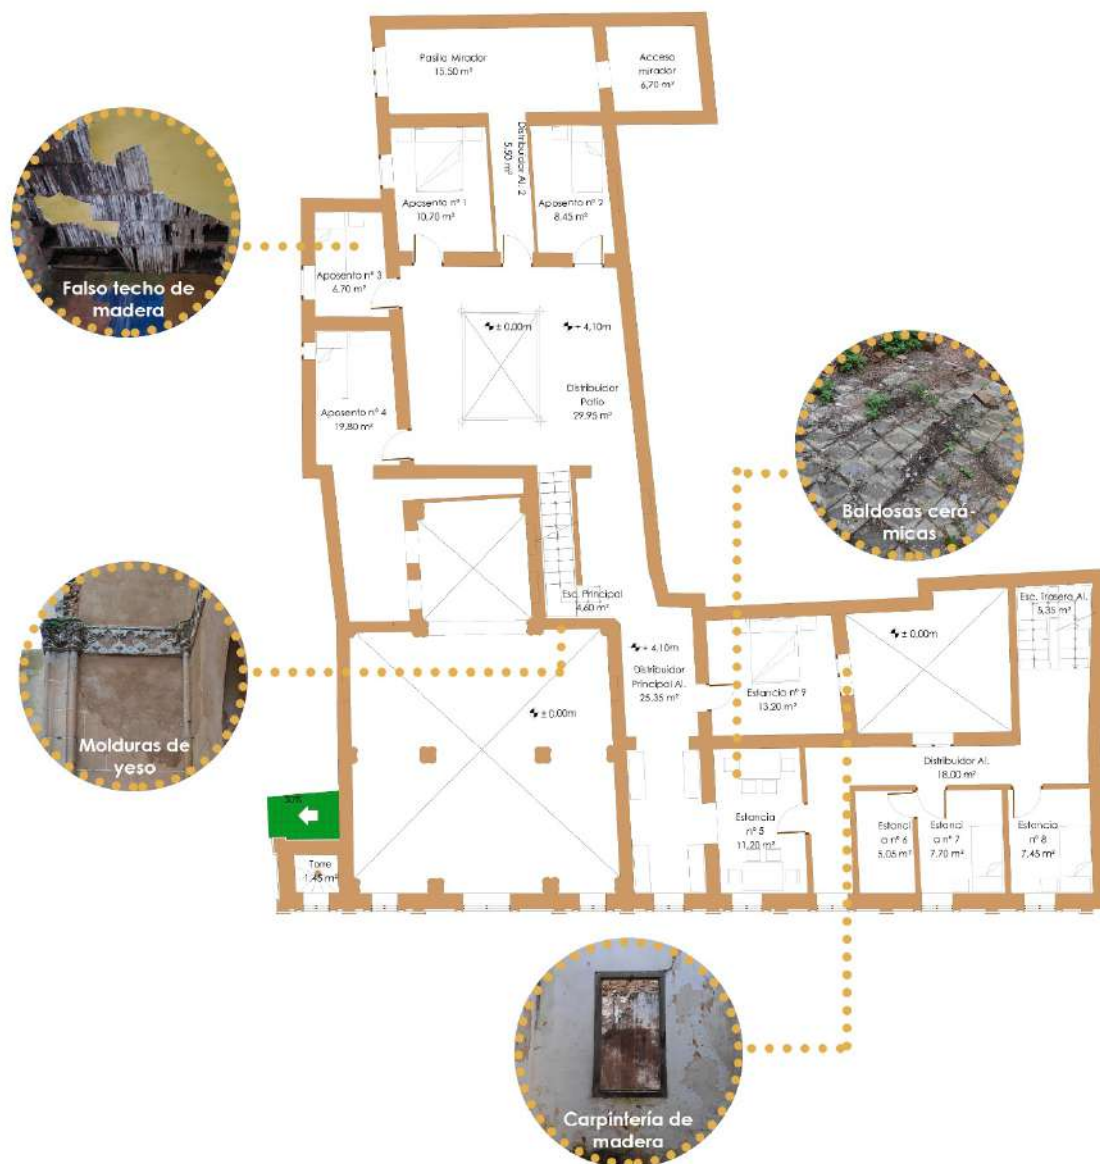 Pasillo Mirador
15.50 m²
Acceso
mirador
6,70 m²
Distribuidor Al. 2
5,50 m²
Aposento nº 1
10,70 m²
Aposento nº 2
8,45 m²
Falso techo de
madera
Aposento nº 3
6,70 m²
± 0,00m
+ 4,10m
Distribuidor
Patio
29,95 m²
Aposento nº 4
19,80 m²
Baldosas cerá-
micas
Esc. Principal
4,60 m²
Esc. Trasera Al.
5,35 m²
± 0,00m
+ 4,10m
Distribuidor
Principal Al.
25,35 m²
Estancia nº 9
13,20 m²
± 0,00m
Molduras de
yeso
Distribuidor Al.
18,00 m²
30%
Estancia
nº 5
11,20 m²
Estanci
a nº 6
5,05 m²
Estanci
a nº 7
7,70 m²
Estancia
nº 8
7,45 m²
Torre
1,45 m²
Carpintería de
madera